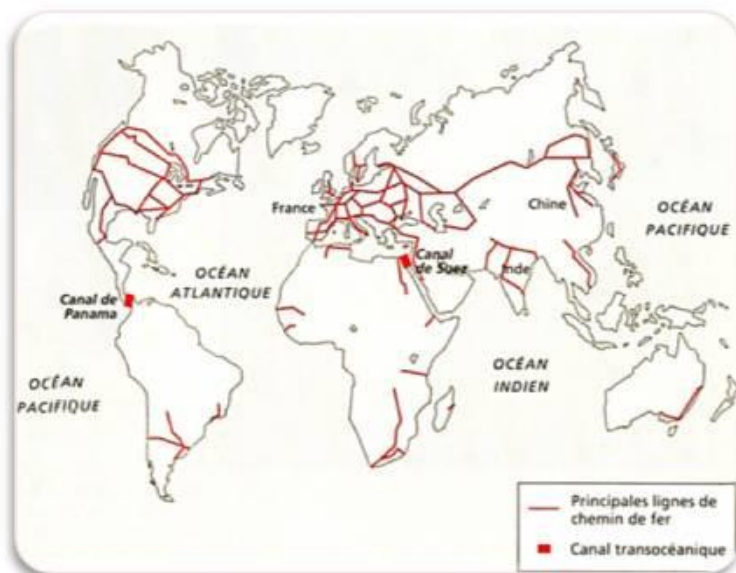 France
Chine
OCÉAN
PACIFIQUE
Canal
de Suez
Inde
OCÉAN
ATLANTIQUE
Canal de
Panama
OCÉAN
INDIEN
OCÉAN
PACIFIQUE
Principales lignes de
chemin de fer
Canal transocéanique